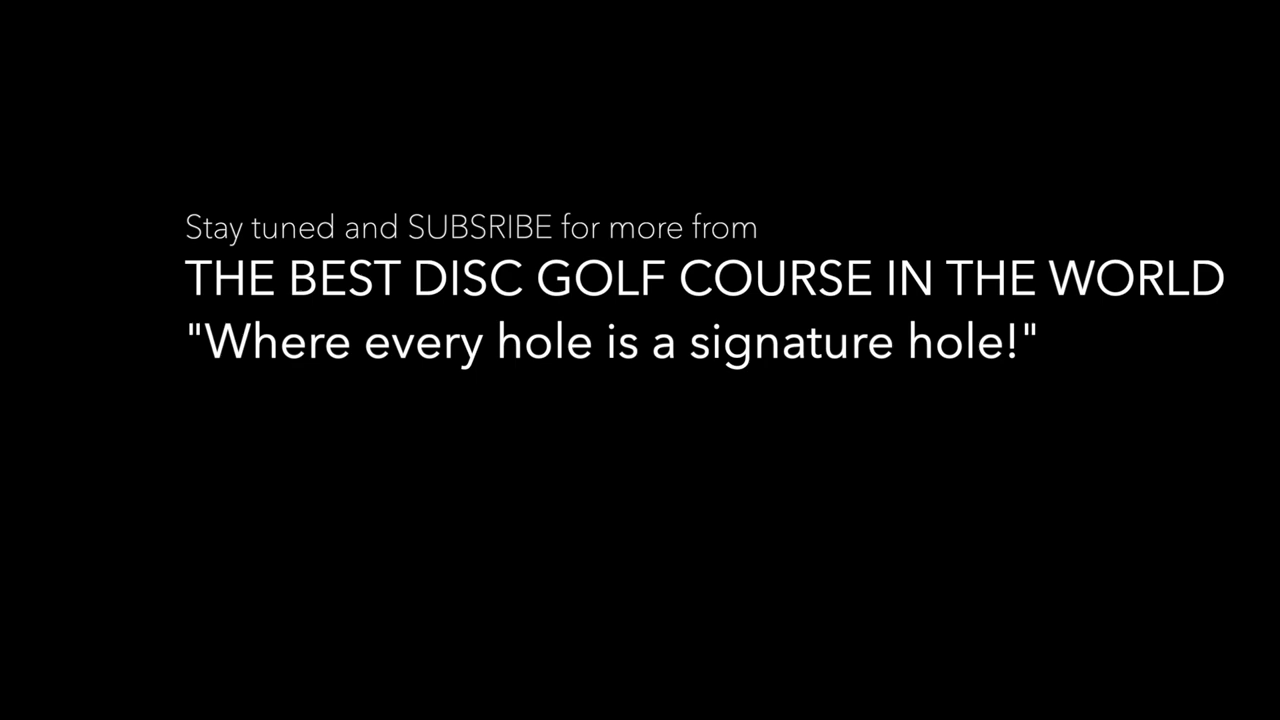 Stay tuned and SUBSRIBE for more from
THE BEST DISC GOLF COURSE IN THE WORLD
"Where every hole is a signature hole!"